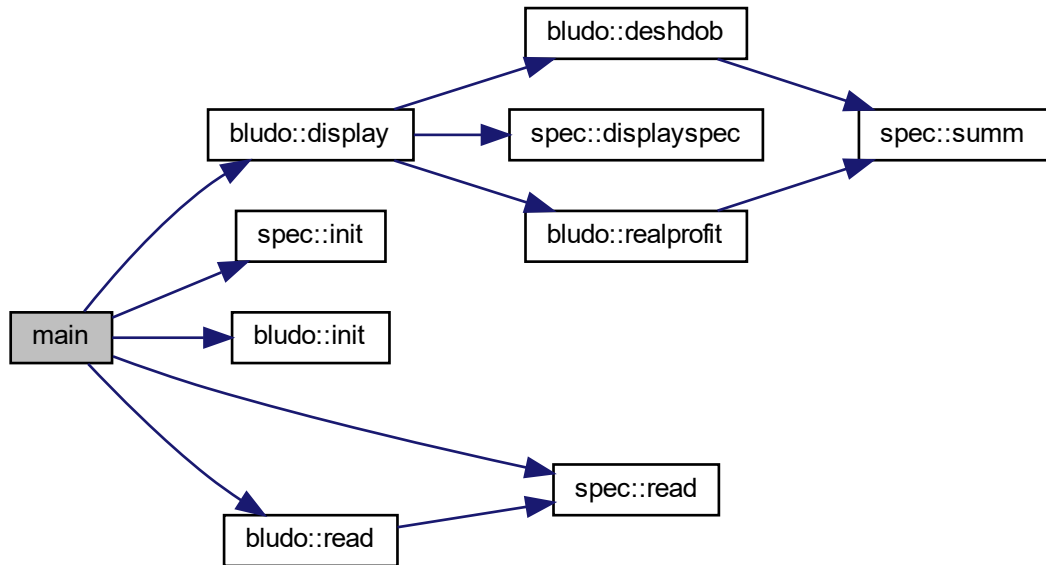 bludo::deshdob
bludo::display
spec::displayspec
spec::summ
spec::init
bludo::realprofit
main
bludo::init
spec::read
bludo::read